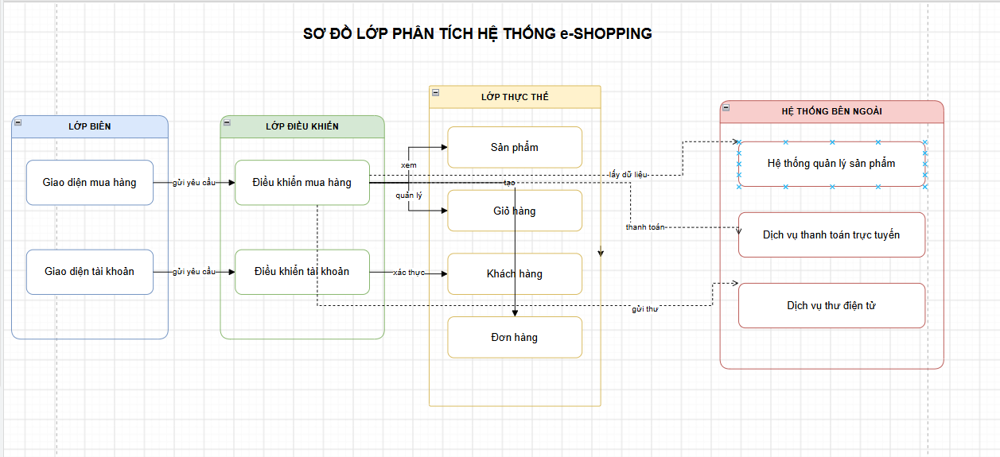 SƠ ĐỒ LỚP PHÂN TÍCH HỆ THỐNG e-SHOPPING
LỚP BIÊN
Giao diện mua hàng
Giao diện tài khoản
gửi yêu cầu
gửi yêu cầu
LỚP ĐIỀU KHIỂN
Điều khiển mua hàng
Điều khiển tài khoản
xem
quản lý
tạo
xác thực
LỚP THỰC THỂ
Sản phẩm
Giỏ hàng
Khách hàng
Đơn hàng
lấy dữ liệu
thanh toán
gửi thư
HỆ THỐNG BÊN NGOÀI
Hệ thống quản lý sản phẩm
Dịch vụ thanh toán trực tuyến
Dịch vụ thư điện tử